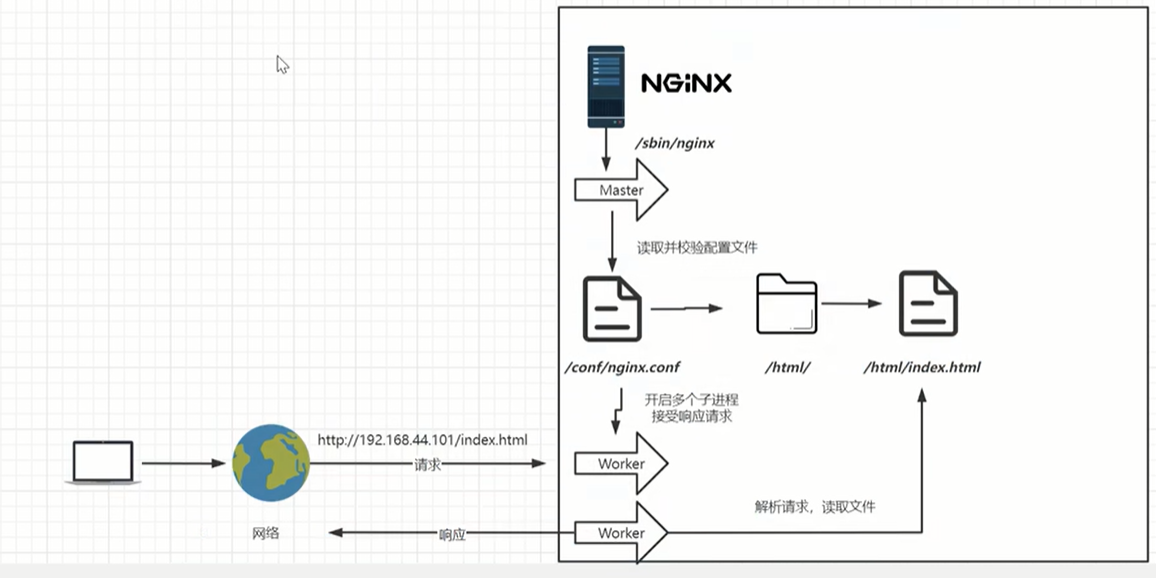 NGINX
/sbin/nginx
Master
读取并校验配置文件
/conf/nginx.conf
/html/
/html/index.html
开启多个子进程
接受响应请求
http://192.168.44.101/index.html
请求
Worker
解析请求，读取文件
网络
响应
Worker